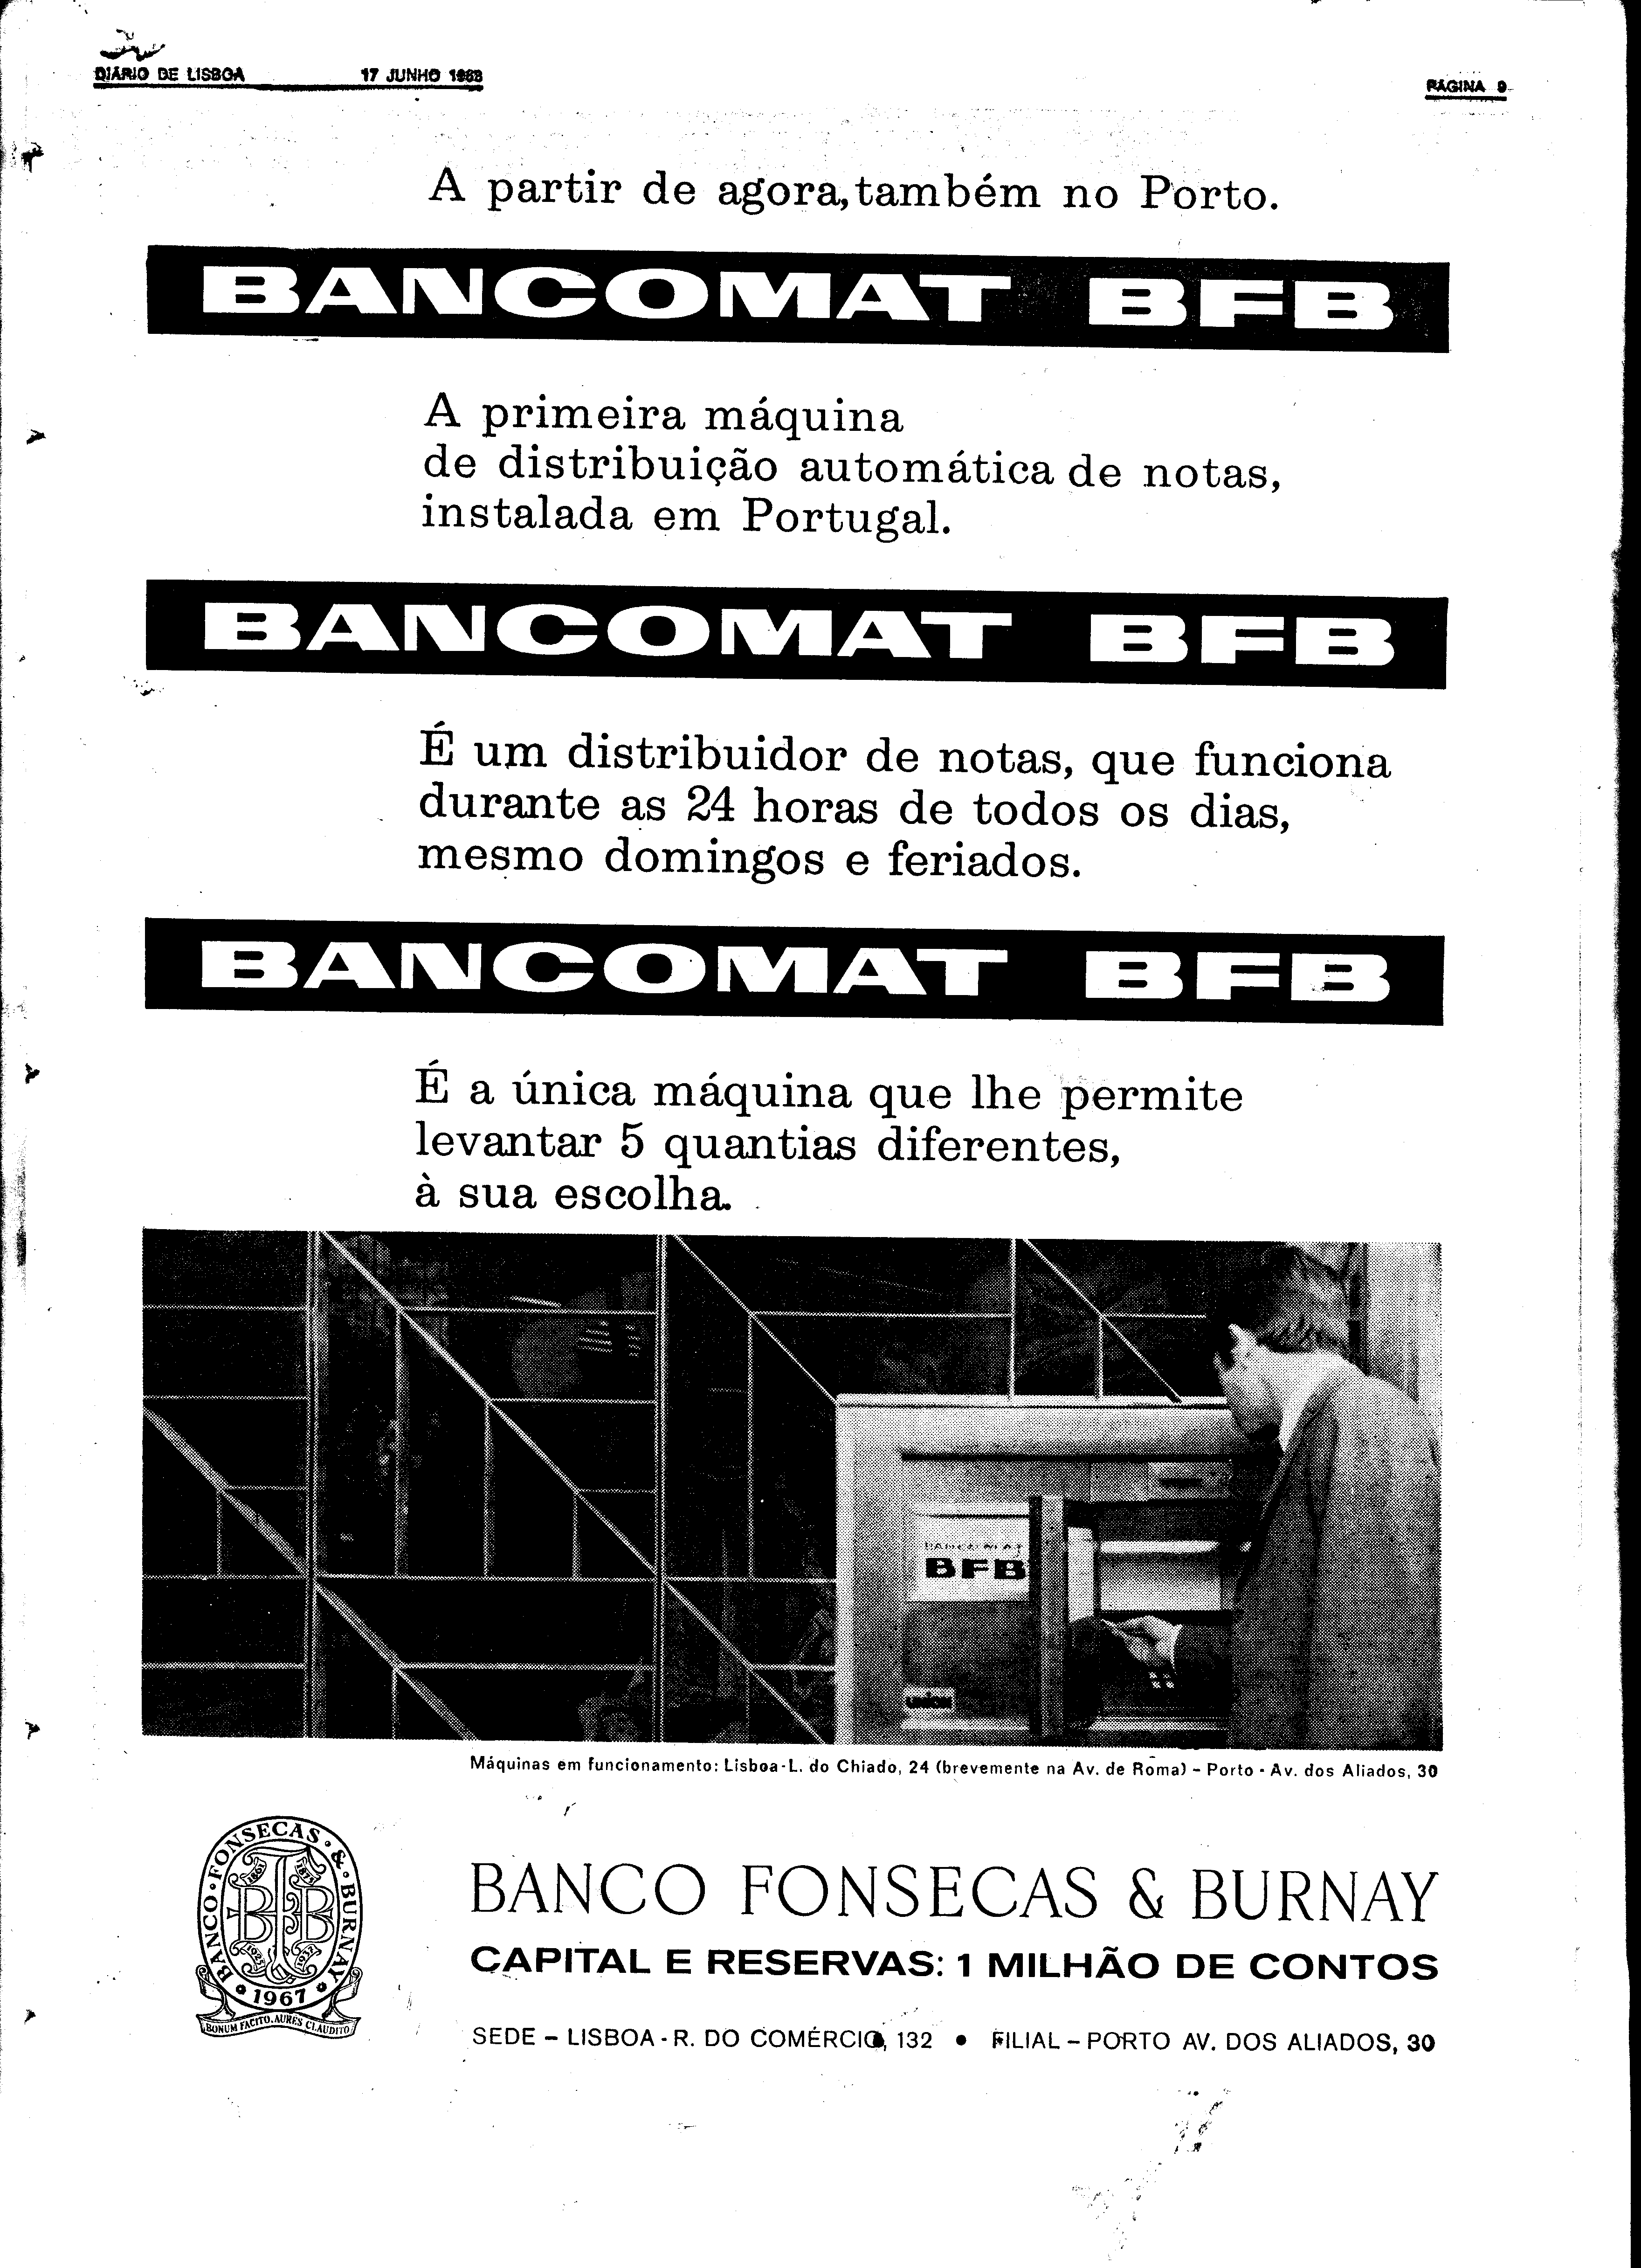 DIÁRIO DE LISBOA 17 JUNHO 1968 PÁGINA 9
A partir de agora, também no Porto.
BANCOMAT BFB
A primeira máquina
de distribuição automática de notas,
instalada em Portugal.
BANCOMAT BFB
É um distribuidor de notas, que funciona
durante as 24 horas de todos os dias,
mesmo domingos e feriados.
BANCOMAT BFB
É a única máquina que lhe permite
levantar 5 quantias diferentes,
à sua escolha.
BANCOMAT
BFB
Máquinas em funcionamento: Lisboa-L. do Chiado, 24 (brevemente na Av. de Roma) - Porto - Av. dos Aliados, 30
BANCO FONSECAS & BURNAY
1861
BFB
1925
1937
1967
BONUM FACITO. AURES CLAUDITO
BANCO FONSECAS & BURNAY
CAPITAL E RESERVAS: 1 MILHÃO DE CONTOS
SEDE - LISBOA - R. DO COMÉRCIO, 132 • FILIAL - PORTO AV. DOS ALIADOS, 30